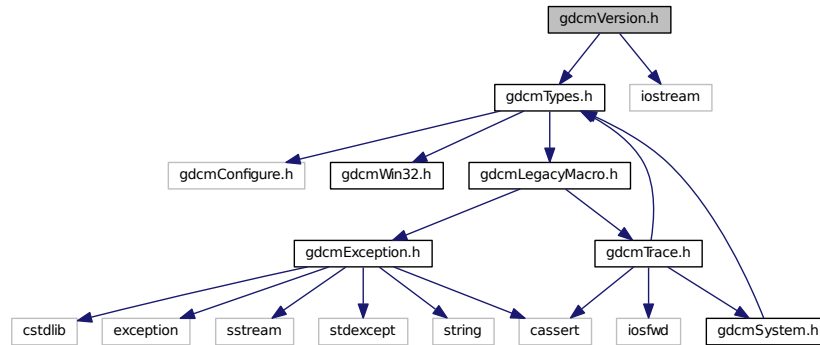 gdcmVersion.h
gdcmTypes.h
iostream
gdcmConfigure.h
gdcmWin32.h
gdcmLegacyMacro.h
gdcmException.h
gdcmTrace.h
cstdlib
exception
sstream
stdexcept
string
cassert
iosfwd
gdcmSystem.h